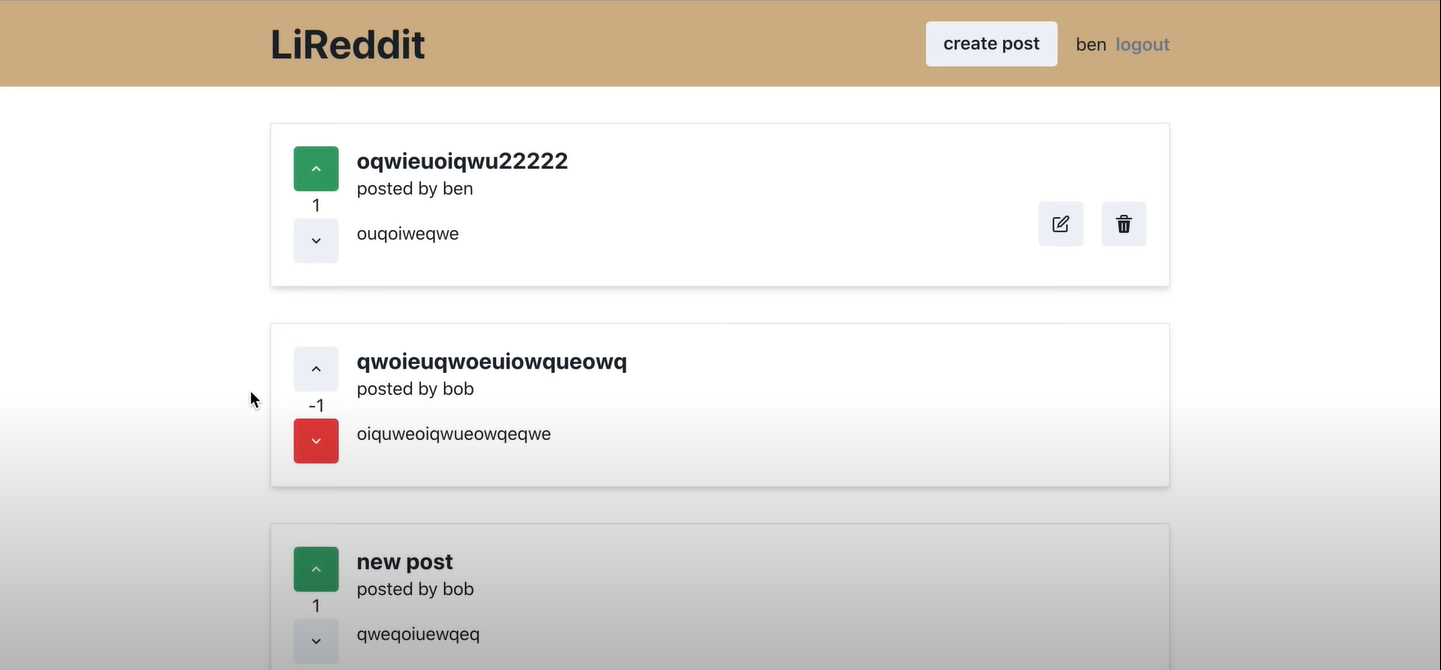 LiReddit
create post
ben logout
oqwieuoiqwu22222
posted by ben
1
ouqoiweqwe
qwoieuqwoeuiowqueowq
posted by bob
-1
oiquweoiqwueowqeqwe
new post
posted by bob
1
qweqoiuewqeq